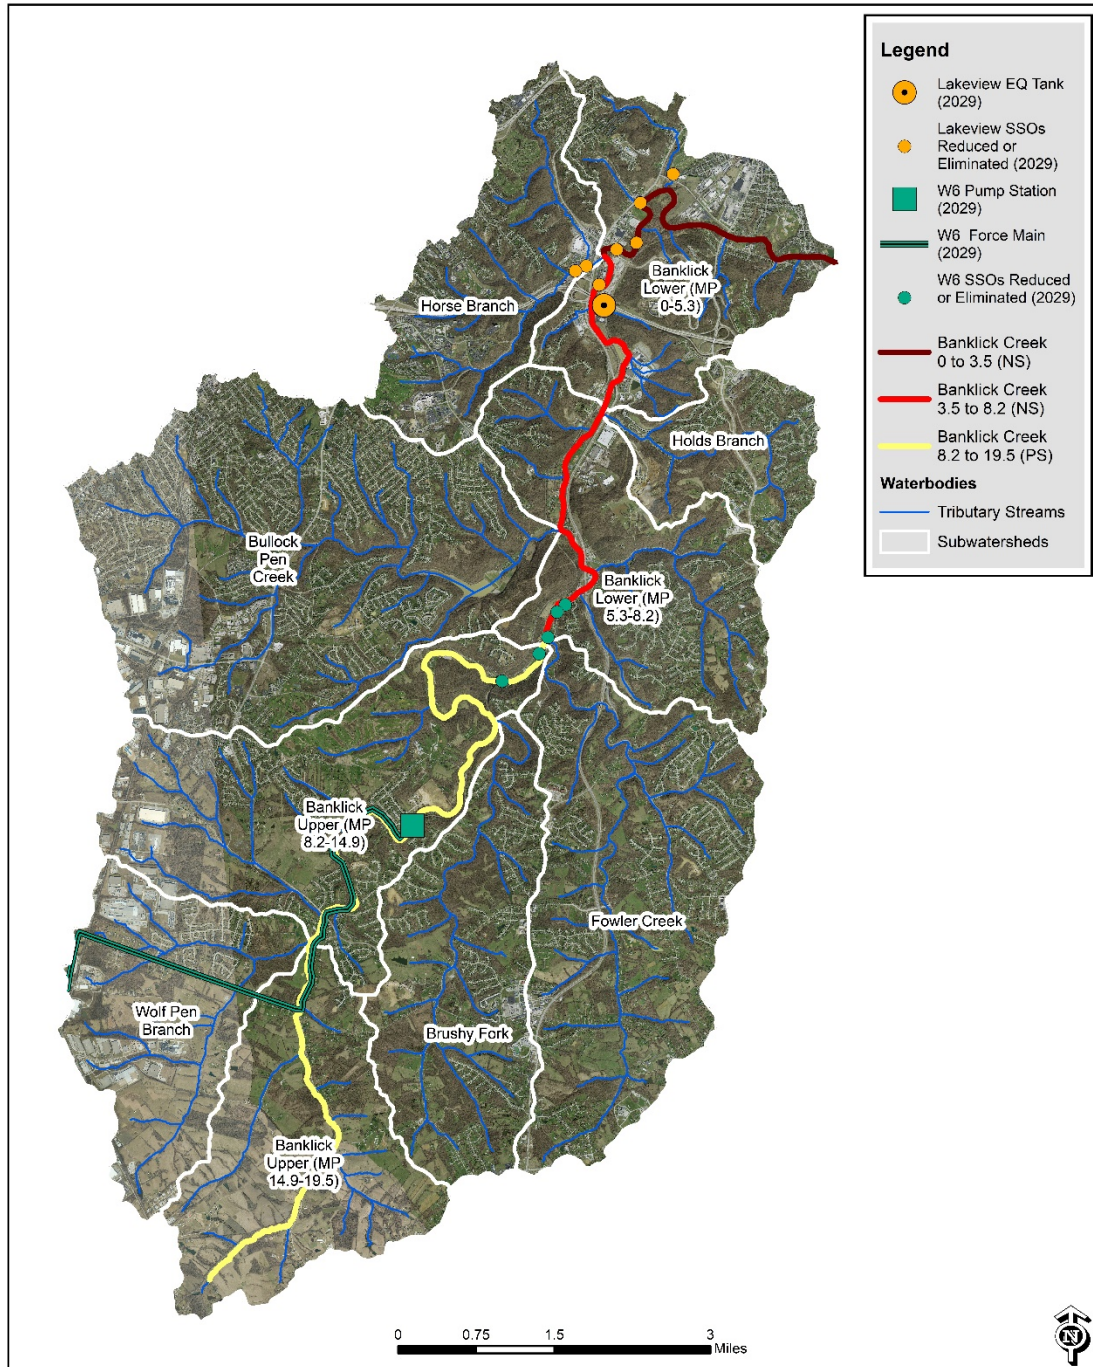 Legend
Lakeview EQ Tank
(2029)
Lakeview SSOs
Reduced or
Eliminated (2029)
W6 Pump Station
(2029)
W6 Force Main
(2029)
W6 SSOs Reduced
or Eliminated (2029)
Banklick Creek
0 to 3.5 (NS)
Banklick Creek
3.5 to 8.2 (NS)
Banklick Creek
8.2 to 19.5 (PS)
Waterbodies
Tributary Streams
Subwatersheds
Banklick
Lower (MP
0-5.3)
Horse Branch
Holds Branch
Bullock
Pen
Creek
Banklick
Lower (MP
5.3-8.2)
Banklick
Upper (MP
8.2-14.9)
Fowler Creek
Wolf Pen
Branch
Brushy Fork
Banklick
Upper (MP
14.9-19.5)
0 0.75 1.5 3
Miles
N